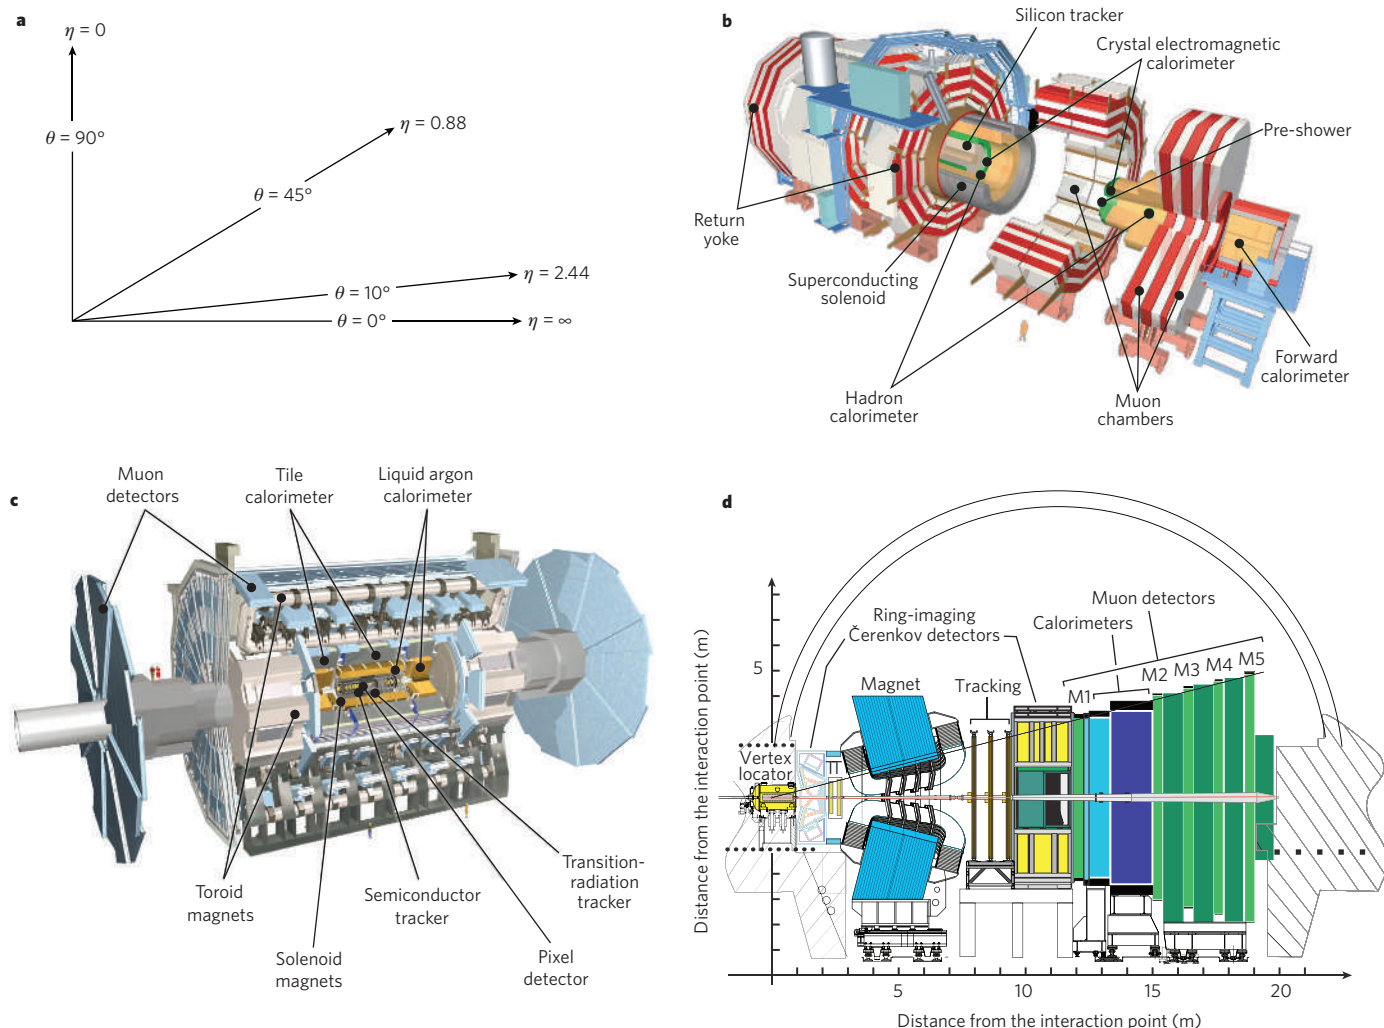 a
η = 0
θ = 90°
η = 0.88
θ = 45°
η = 2.44
θ = 10°
θ = 0°
η = ∞
b
Silicon tracker
Crystal electromagnetic
calorimeter
Pre-shower
Return
yoke
Superconducting
solenoid
Hadron
calorimeter
Muon
chambers
Forward
calorimeter
c
Muon
detectors
Tile
calorimeter
Liquid argon
calorimeter
Toroid
magnets
Solenoid
magnets
Semiconductor
tracker
Pixel
detector
Transition-
radiation
tracker
d
Distance from the interaction point (m)
5
Vertex
locator
Ring-imaging
Čerenkov detectors
TT
Magnet
Tracking
Calorimeters
Muon detectors
M1
M2
M3
M4
M5
5
10
15
20
Distance from the interaction point (m)